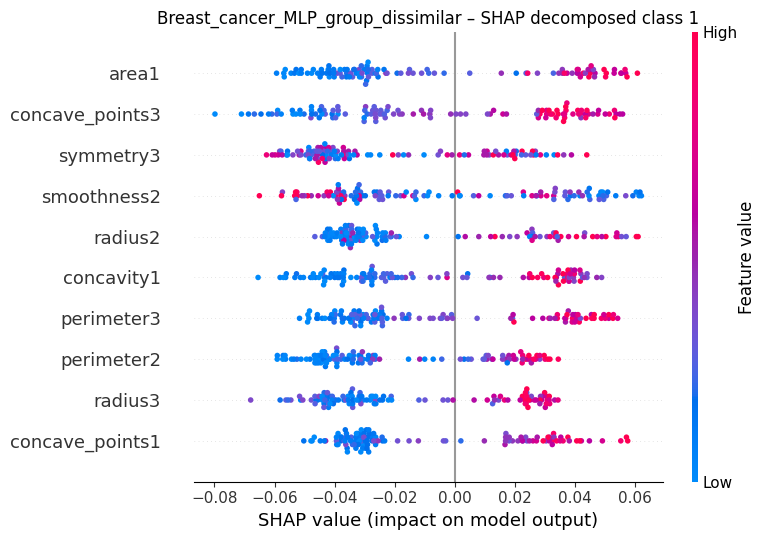 Breast_cancer_MLP_group_dissimilar – SHAP decomposed class 1
High
area1
concave_points3
symmetry3
smoothness2
radius2
concavity1
perimeter3
perimeter2
radius3
concave_points1
Feature value
Low
−0.08 −0.06 −0.04 −0.02 0.00 0.02 0.04 0.06
SHAP value (impact on model output)